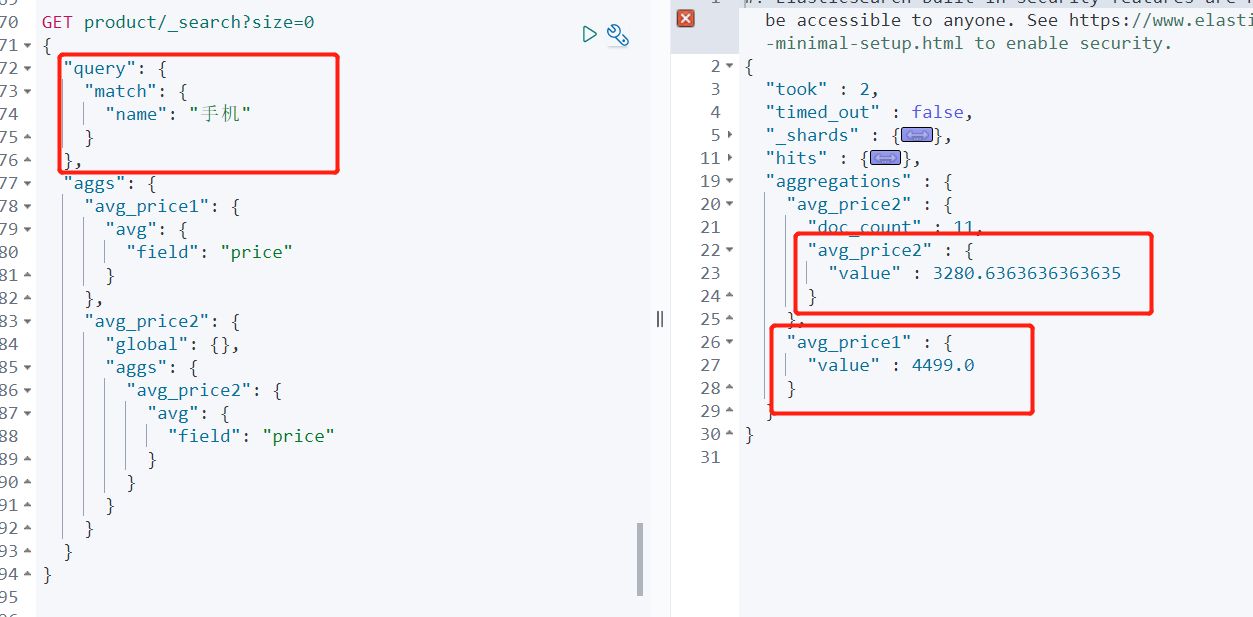 70 GET product/_search?size=0
71 {
72 "query": {
73 "match": {
74 "name": "手机"
75 }
76 },
77 "aggs": {
78 "avg_price1": {
79 "avg": {
80 "field": "price"
81 }
82 },
83 "avg_price2": {
84 "global": {},
85 "aggs": {
86 "avg_price2": {
87 "avg": {
88 "field": "price"
89 }
90 }
91 }
92 }
93 }
94 }
95
be accessible to anyone. See https://www.elasti
-minimal-setup.html to enable security.
2 {
3 "took" : 2,
4 "timed_out" : false,
5 "_shards" : {},
11 "hits" : {},
19 "aggregations" : {
20 "avg_price2" : {
21 "doc_count" : 11,
22 "avg_price2" : {
23 "value" : 3280.6363636363635
24 }
25 },
26 "avg_price1" : {
27 "value" : 4499.0
28 }
29 }
30 }
31